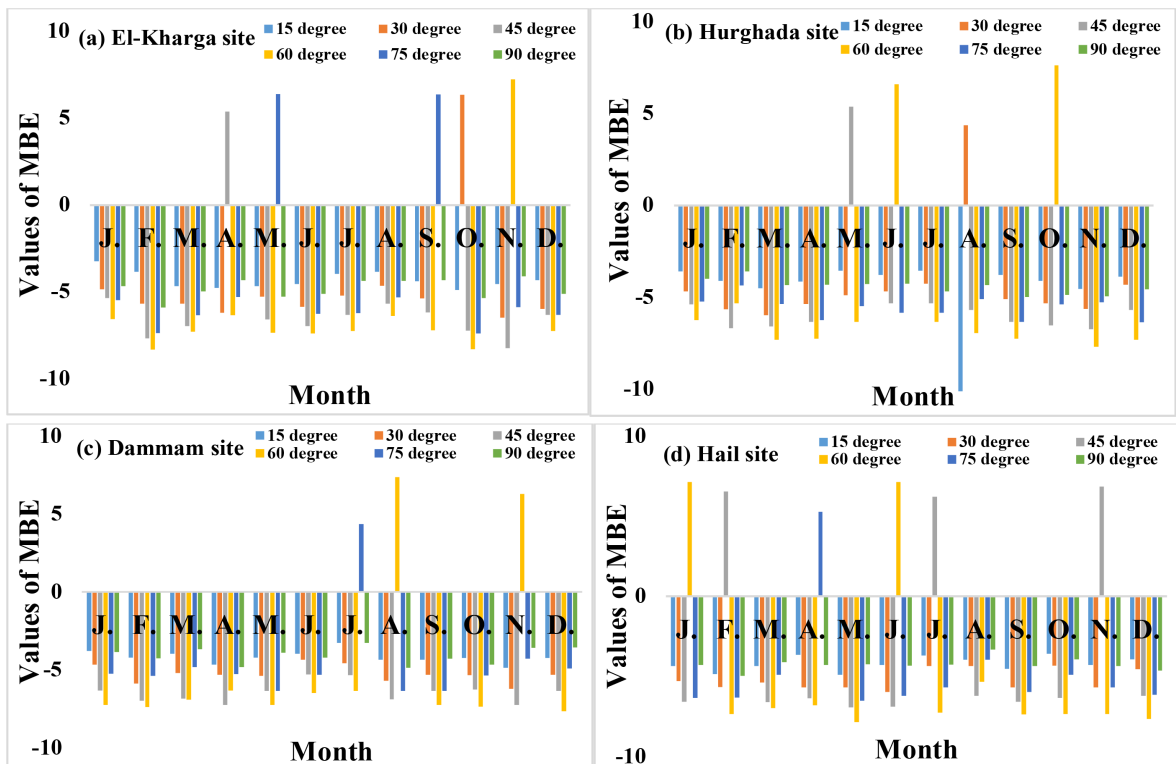 (a) El-Kharga site
15 degree 30 degree 45 degree
60 degree 75 degree 90 degree
10
5
0
-5
-10
Values of MBE
J. F. M. A. M. J. J. A. S. O. N. D.
Month
(b) Hurghada site
15 degree 30 degree 45 degree
60 degree 75 degree 90 degree
10
5
0
-5
-10
Values of MBE
J. F. M. A. M. J. J. A. S. O. N. D.
Month
(c) Dammam site
15 degree 30 degree 45 degree
60 degree 75 degree 90 degree
10
5
0
-5
-10
Values of MBE
J. F. M. A. M. J. J. A. S. O. N. D.
Month
(d) Hail site
15 degree 30 degree 45 degree
60 degree 75 degree 90 degree
10
0
-10
Values of MBE
J. F. M. A. M. J. J. A. S. O. N. D.
Month